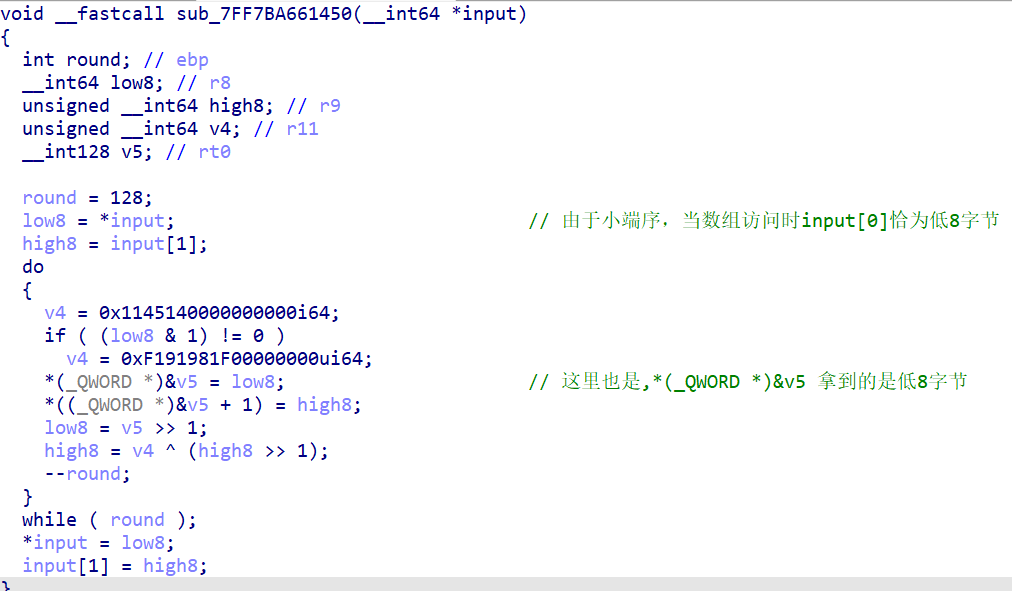 void __fastcall sub_7FF7BA661450(__int64 *input)
{
  int round; // ebp
  __int64 low8; // r8
  unsigned __int64 high8; // r9
  unsigned __int64 v4; // r11
  __int128 v5; // rt0

  round = 128;
  low8 = *input; // 由于小端序，当数组访问时input[0]恰为低8字节
  high8 = input[1];
  do
  {
    v4 = 0x1145140000000000i64;
    if ( (low8 & 1) != 0 )
      v4 = 0xF191981F00000000ui64;
    *(_QWORD *)&v5 = low8; // 这里也是,*(_QWORD *)&v5 拿到的是低8字节
    *((_QWORD *)&v5 + 1) = high8;
    low8 = v5 >> 1;
    high8 = v4 ^ (high8 >> 1);
    --round;
  }
  while ( round );
  *input = low8;
  input[1] = high8;
}